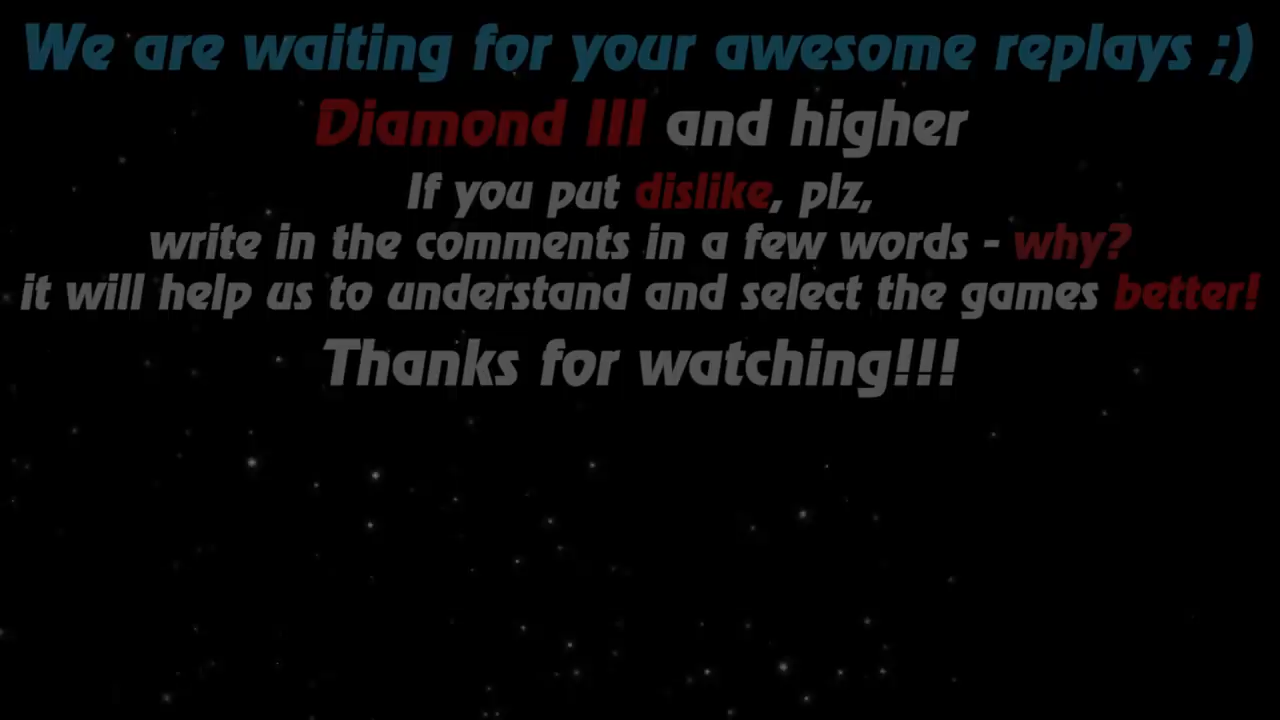 We are waiting for your awesome replays ;)
Diamond III and higher
If you put dislike, plz,
write in the comments in a few words - why?
it will help us to understand and select the games better!
Thanks for watching!!!